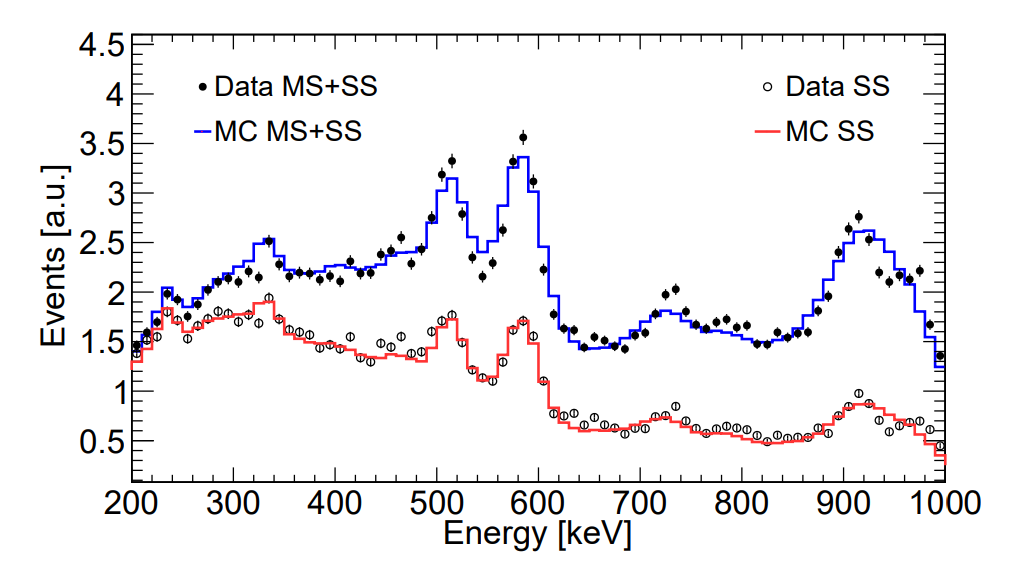 4.5
4
3.5
3
2.5
2
1.5
1
0.5
Events [a.u.]
Data MS+SS
MC MS+SS
Data SS
MC SS
200 300 400 500 600 700 800 900 1000
Energy [keV]